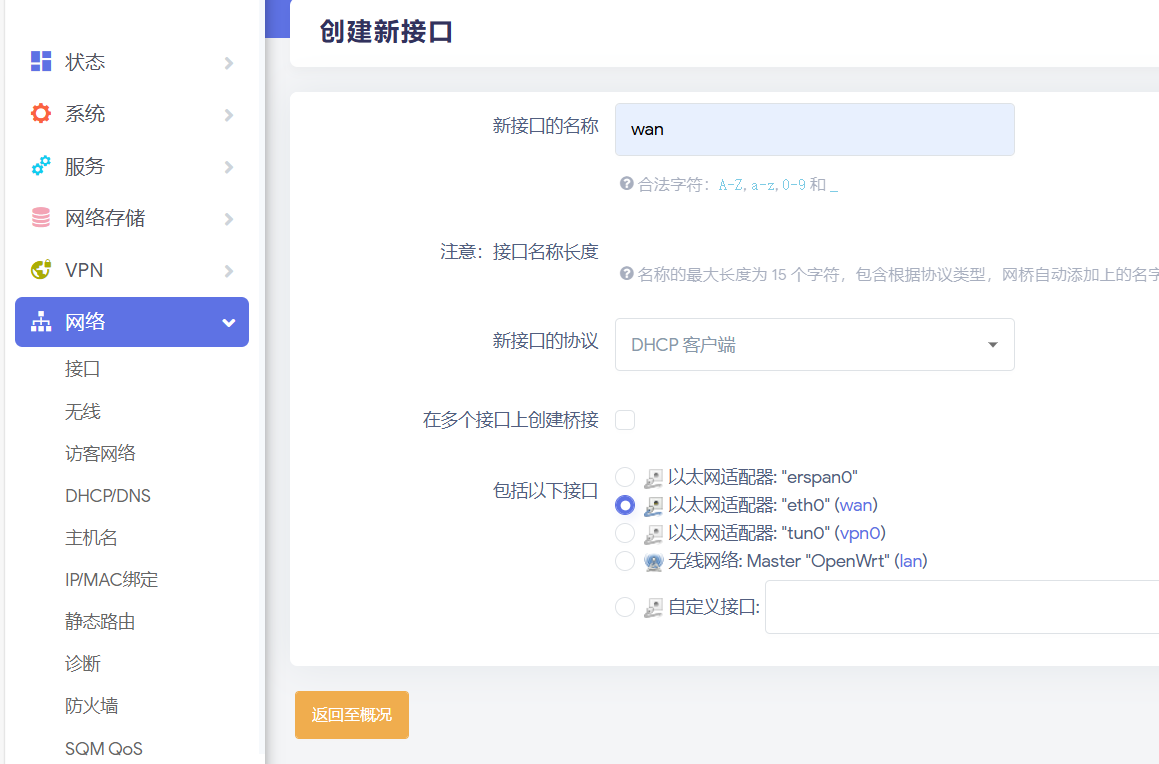 状态
系统
服务
网络存储
VPN
网络
接口
无线
访客网络
DHCP/DNS
主机名
IP/MAC绑定
静态路由
诊断
防火墙
SQM QoS
创建新接口
新接口的名称
wan
合法字符：A-Z, a-z, 0-9 和 _
注意：接口名称长度
名称的最大长度为 15 个字符，包含根据协议类型，网桥自动添加上的名字
新接口的协议
DHCP 客户端
在多个接口上创建桥接
包括以下接口
以太网适配器: "erspan0"
以太网适配器: "eth0" (wan)
以太网适配器: "tun0" (vpn0)
无线网络: Master "OpenWrt" (lan)
自定义接口:
返回至概况